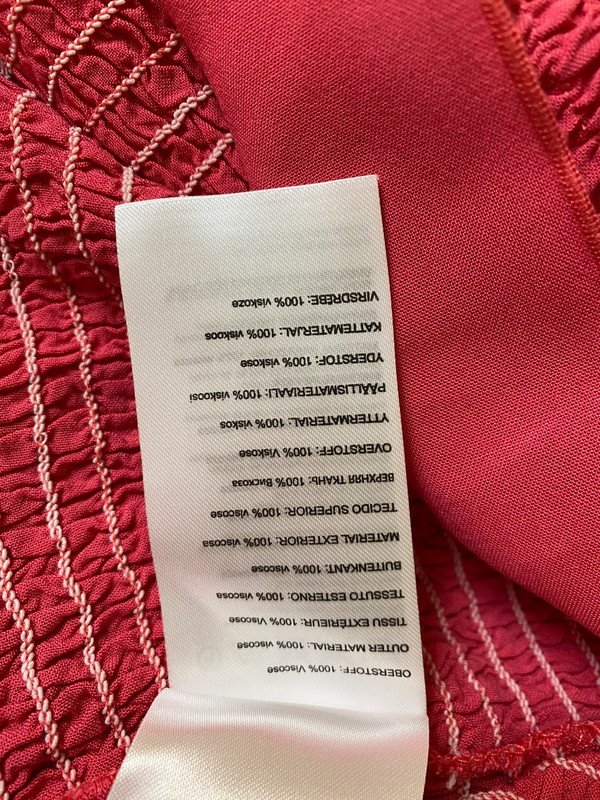 OBERSTOFF: 100% Viscose
OUTER MATERIAL: 100% viscose
TISSU EXTÉRIEUR: 100% viscose
TESSUTO ESTERNO: 100% viscosa
BUITENKANT: 100% viscose
MATERIAL EXTERIOR: 100% viscosa
TECIDO SUPERIOR: 100% viscose
ВЕРХНЯЯ ТКАНЬ: 100% Вискоза
OVERSTOFF: 100% Viskose
YTTERMATERIAL: 100% viskos
PÄÄLLISMATERIAALI: 100% viskoosi
YDERSTOF: 100% viskose
KATTEMATERJAL: 100% viskoos
VIRSDRĒBE: 100% viskoze